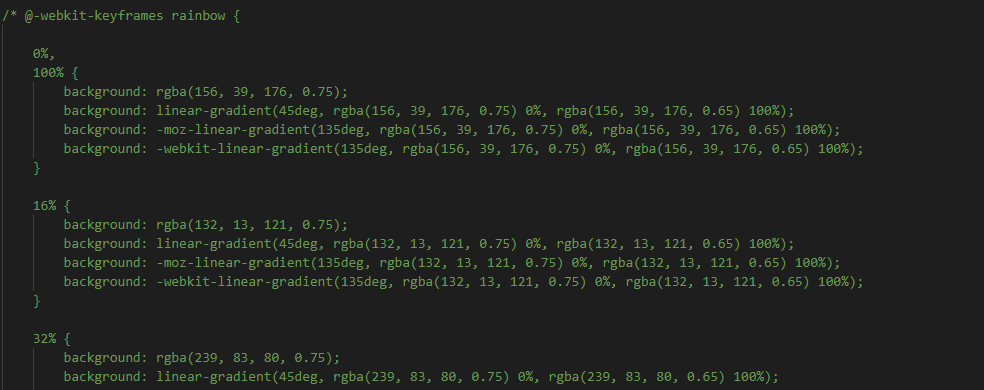 /* @-webkit-keyframes rainbow {
0%,
100% {
background: rgba(156, 39, 176, 0.75);
background: linear-gradient(45deg, rgba(156, 39, 176, 0.75) 0%, rgba(156, 39, 176, 0.65) 100%);
background: -moz-linear-gradient(135deg, rgba(156, 39, 176, 0.75) 0%, rgba(156, 39, 176, 0.65) 100%);
background: -webkit-linear-gradient(135deg, rgba(156, 39, 176, 0.75) 0%, rgba(156, 39, 176, 0.65) 100%);
}
16% {
background: rgba(132, 13, 121, 0.75);
background: linear-gradient(45deg, rgba(132, 13, 121, 0.75) 0%, rgba(132, 13, 121, 0.65) 100%);
background: -moz-linear-gradient(135deg, rgba(132, 13, 121, 0.75) 0%, rgba(132, 13, 121, 0.65) 100%);
background: -webkit-linear-gradient(135deg, rgba(132, 13, 121, 0.75) 0%, rgba(132, 13, 121, 0.65) 100%);
}
32% {
background: rgba(239, 83, 80, 0.75);
background: linear-gradient(45deg, rgba(239, 83, 80, 0.75) 0%, rgba(239, 83, 80, 0.65) 100%);